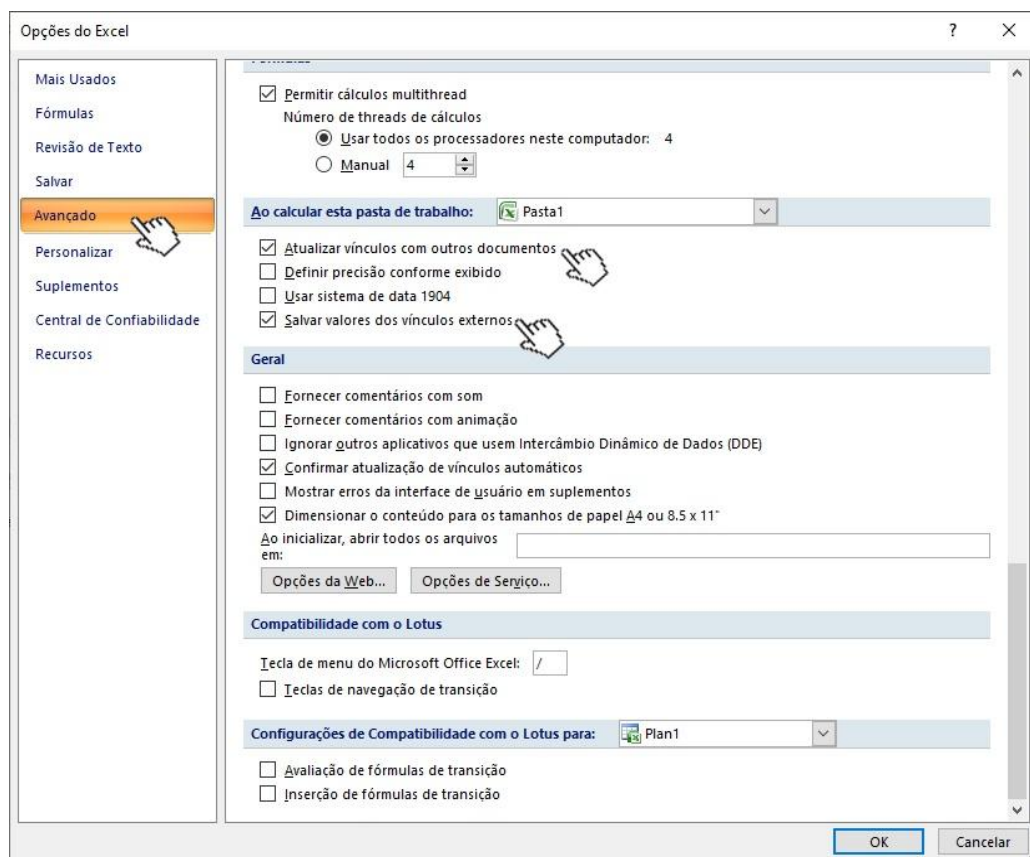 Opções do Excel
?
Mais Usados
Fórmulas
Revisão de Texto
Salvar
Avançado
Personalizar
Suplementos
Central de Confiabilidade
Recursos
Permitir cálculos multithread
Número de threads de cálculos
Usar todos os processadores neste computador: 4
Manual 4
Ao calcular esta pasta de trabalho: Pasta1
Atualizar vínculos com outros documentos
Definir precisão conforme exibido
Usar sistema de data 1904
Salvar valores dos vínculos externos
Geral
Fornecer comentários com som
Fornecer comentários com animação
Ignorar outros aplicativos que usem Intercâmbio Dinâmico de Dados (DDE)
Confirmar atualização de vínculos automáticos
Mostrar erros da interface de usuário em suplementos
Dimensionar o conteúdo para os tamanhos de papel A4 ou 8.5 x 11"
Ao inicializar, abrir todos os arquivos
em:
Opções da Web... Opções de Serviço...
Compatibilidade com o Lotus
Tecla de menu do Microsoft Office Excel: /
Teclas de navegação de transição
Configurações de Compatibilidade com o Lotus para: Plan1
Avaliação de fórmulas de transição
Inserção de fórmulas de transição
OK Cancelar